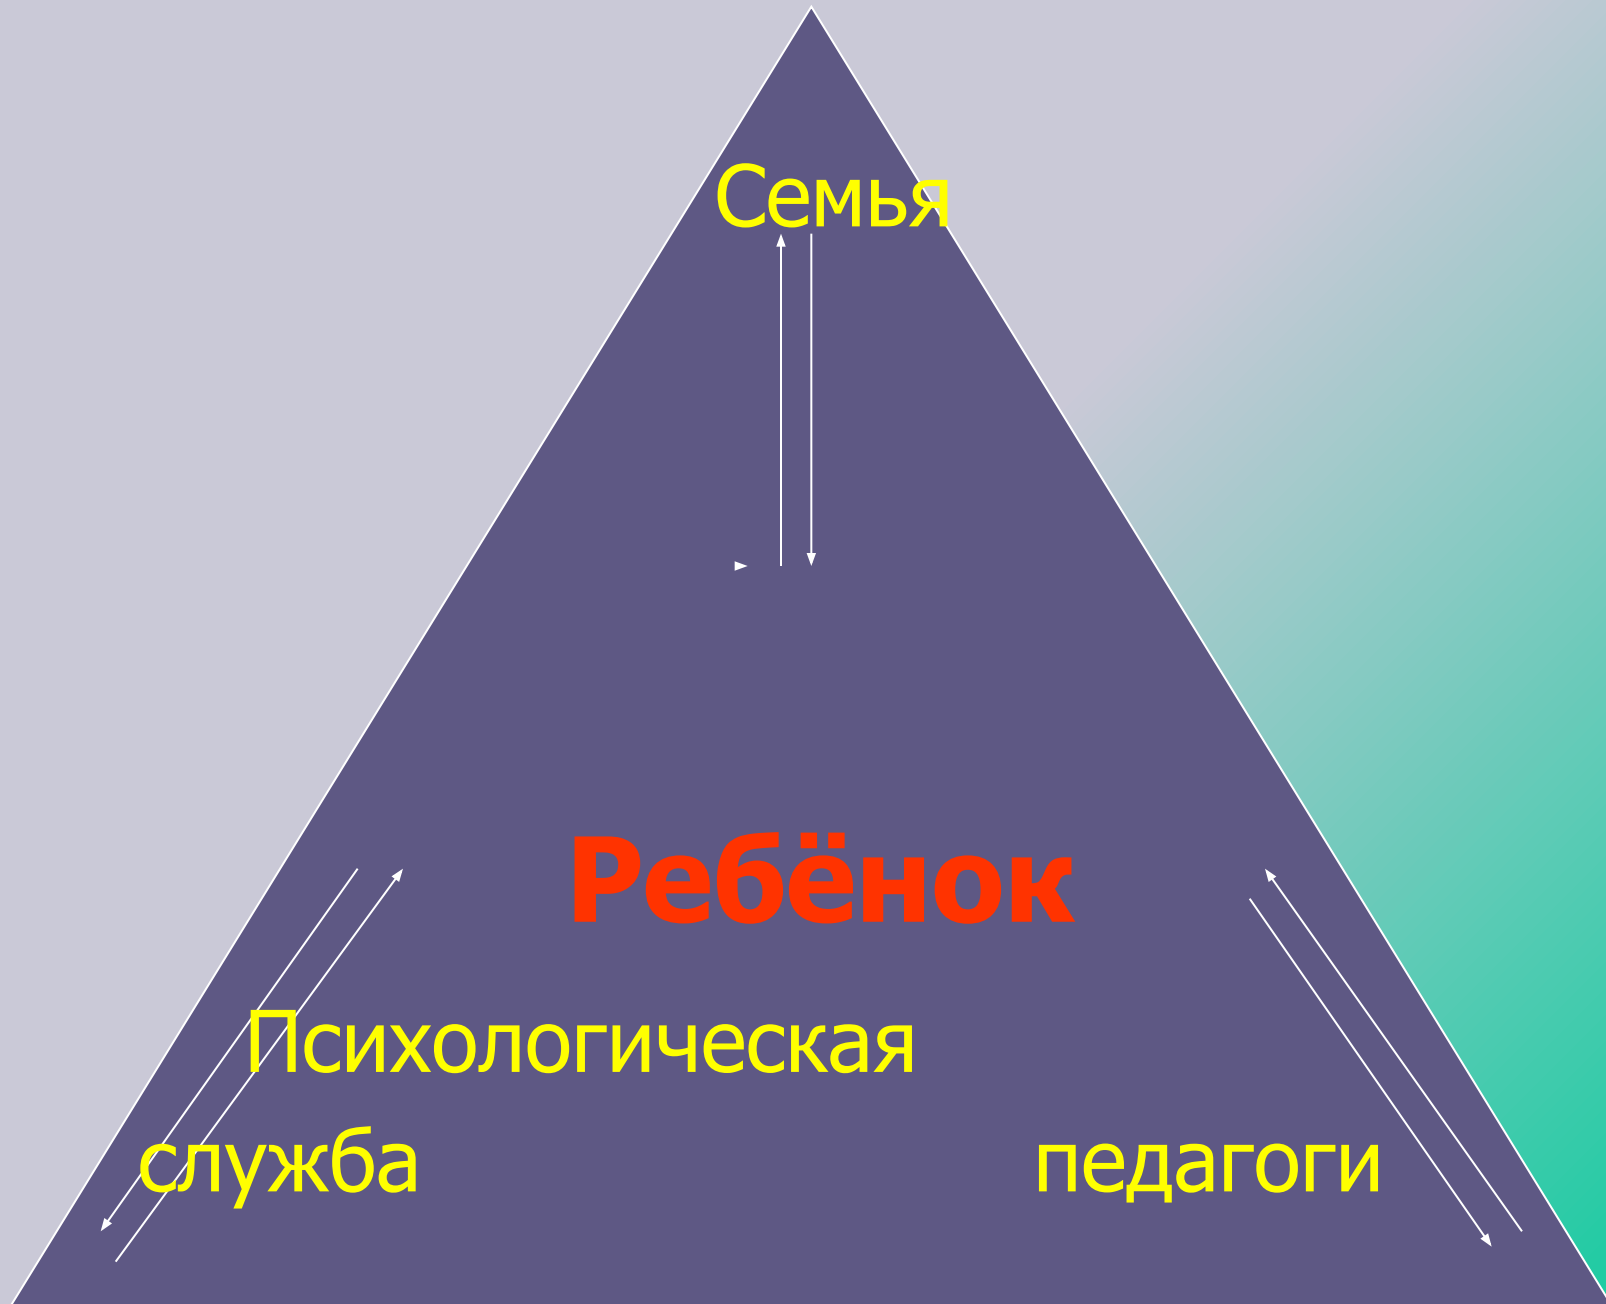 Семья
Ребёнок
Психологическая
служба педагоги